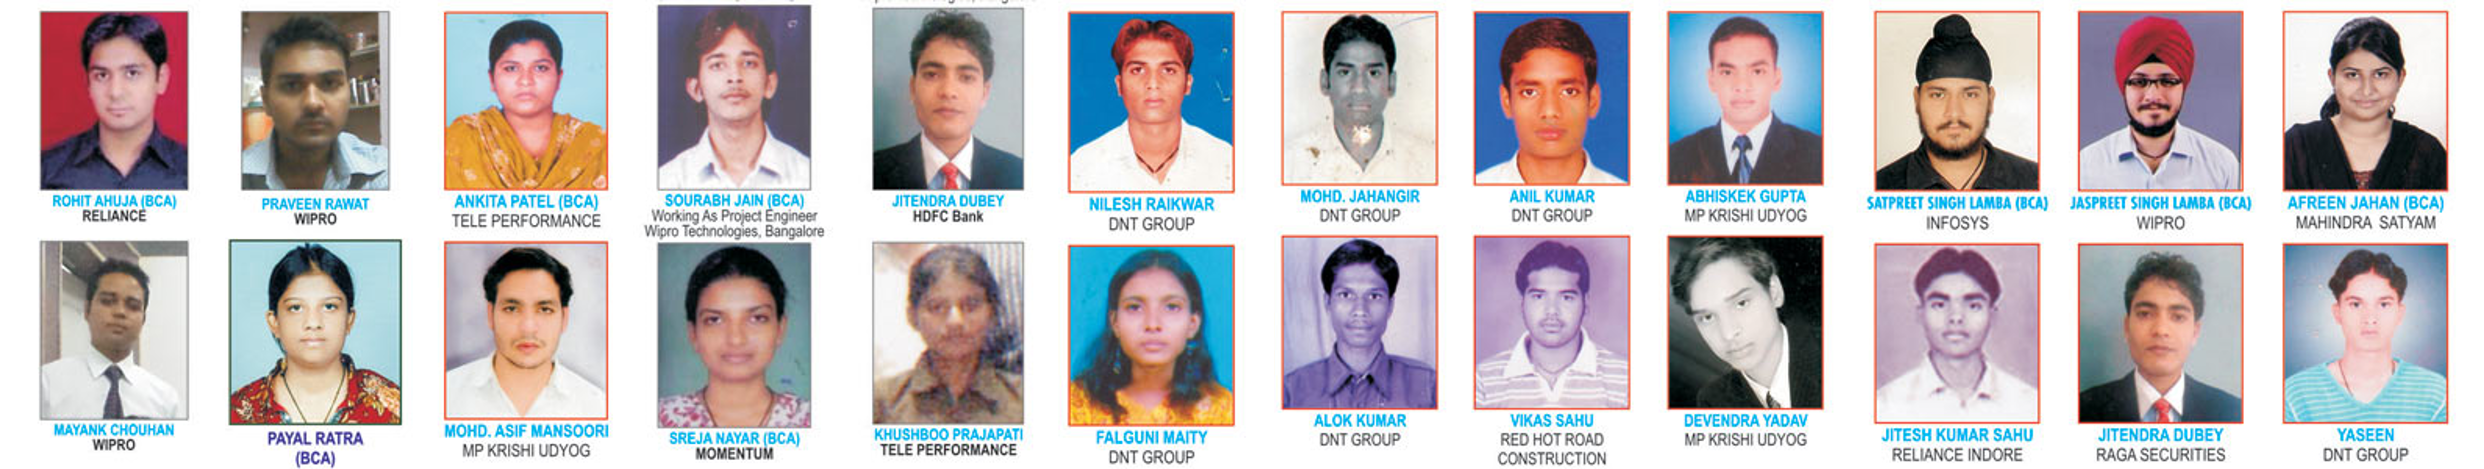 ROHIT AHUJA (BCA)
RELIANCE
PRAVEEN RAWAT
WIPRO
ANKITA PATEL (BCA)
TELE PERFORMANCE
SOURABH JAIN (BCA)
Working As Project Engineer
Wipro Technologies, Bangalore
JITENDRA DUBEY
HDFC Bank
NILESH RAIKWAR
DNT GROUP
MOHD. JAHANGIR
DNT GROUP
ANIL KUMAR
DNT GROUP
ABHISKEK GUPTA
MP KRISHI UDYOG
SATPREET SINGH LAMBA (BCA)
INFOSYS
JASPREET SINGH LAMBA (BCA)
WIPRO
AFREEN JAHAN (BCA)
MAHINDRA SATYAM
MAYANK CHOUHAN
WIPRO
PAYAL RATRA
(BCA)
MOHD. ASIF MANSOORI
MP KRISHI UDYOG
SREJA NAYAR (BCA)
MOMENTUM
KHUSHBOO PRAJAPATI
TELE PERFORMANCE
FALGUNI MAITY
DNT GROUP
ALOK KUMAR
DNT GROUP
VIKAS SAHU
RED HOT ROAD
CONSTRUCTION
DEVENDRA YADAV
MP KRISHI UDYOG
JITESH KUMAR SAHU
RELIANCE INDORE
JITENDRA DUBEY
RAGA SECURITIES
YASEEN
DNT GROUP